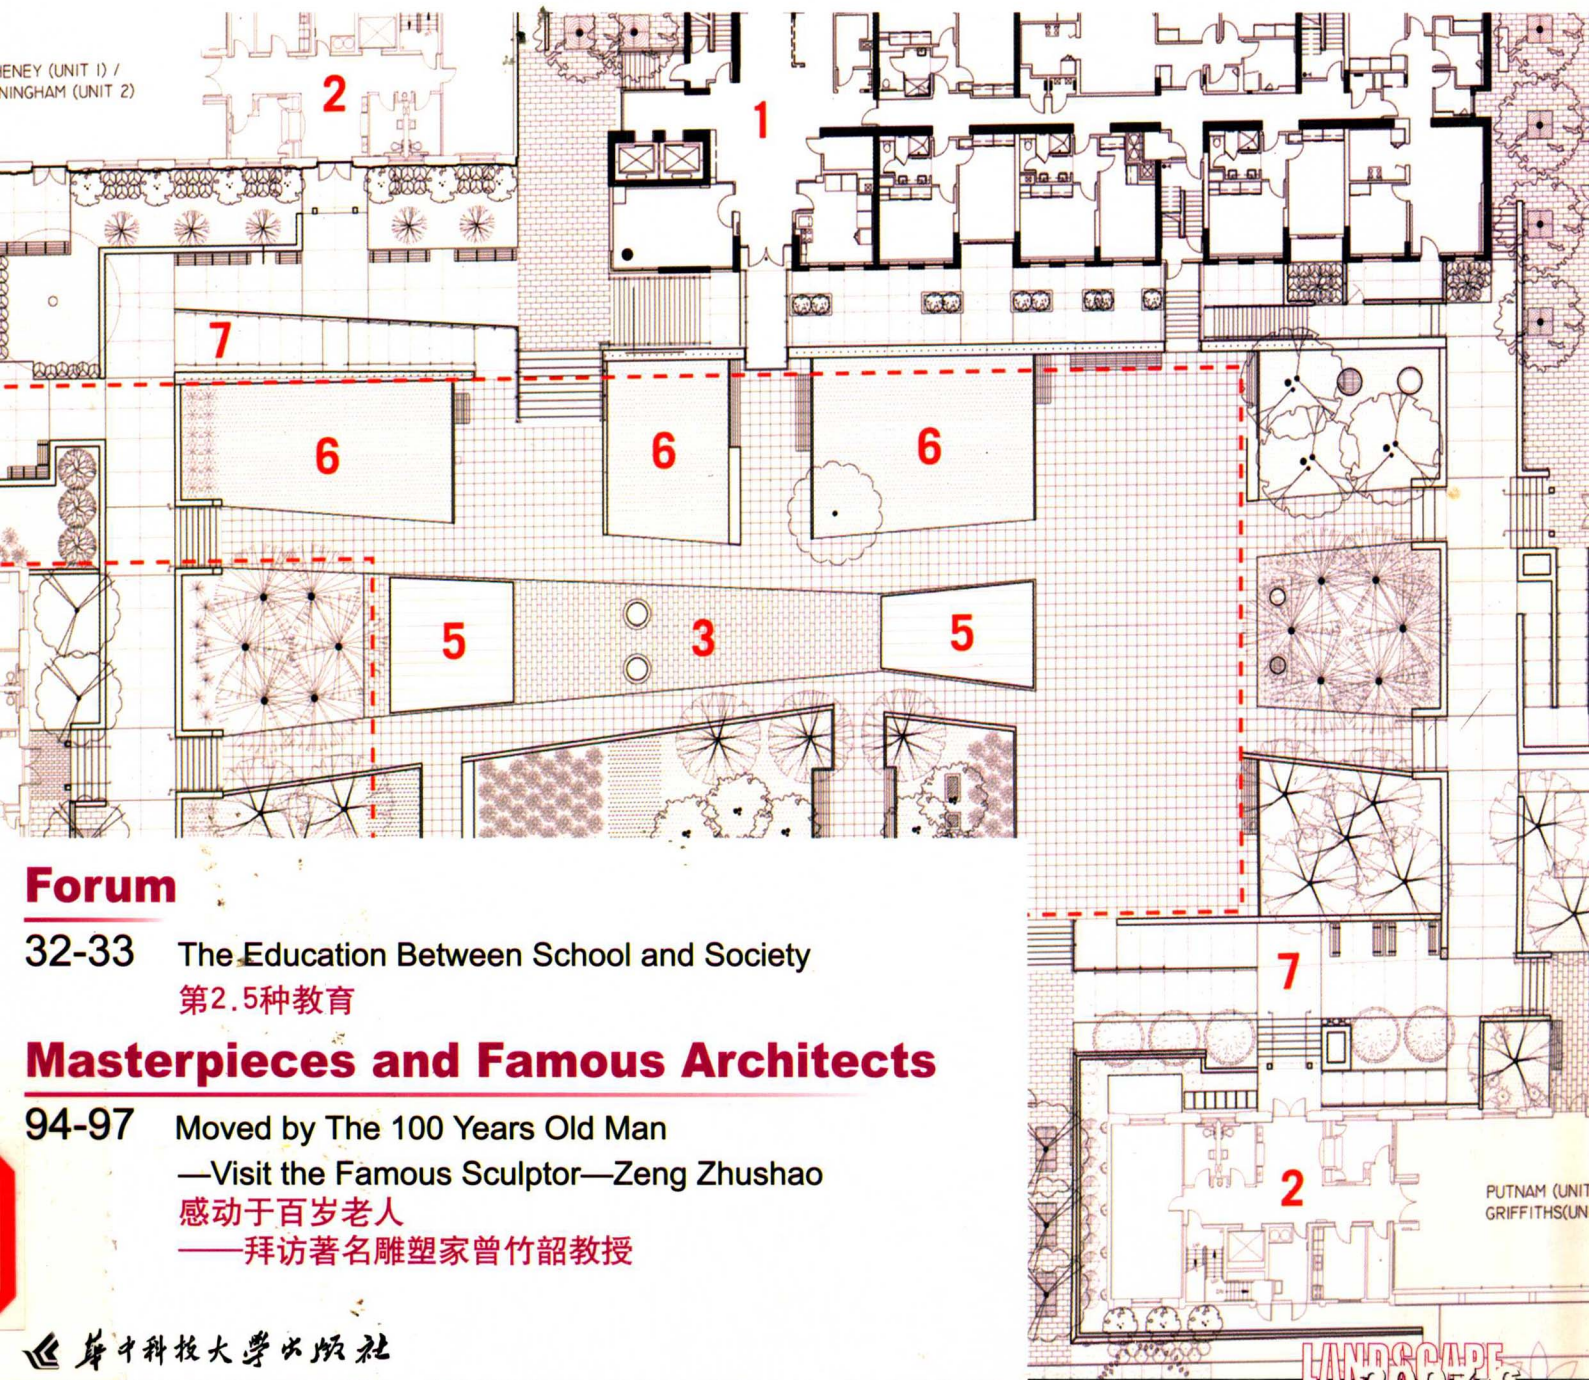 HENEY (UNIT 1) /
NINGHAM (UNIT 2)
2
1
7
6
6
6
5
3
5
7
2
PUTNAM (UNIT
GRIFFITHS(UN
Forum
32-33 The Education Between School and Society
第2.5种教育
Masterpieces and Famous Architects
94-97 Moved by The 100 Years Old Man
—Visit the Famous Sculptor—Zeng Zhushao
感动于百岁老人
——拜访著名雕塑家曾竹韶教授
华中科技大学出版社
LANDSCAPE